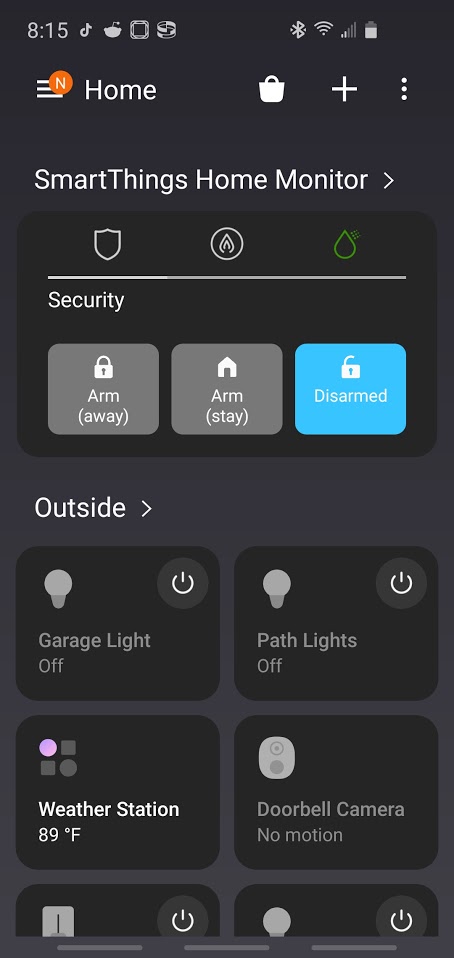 8:15
N
Home
SmartThings Home Monitor
Security
Arm
(away)
Arm
(stay)
Disarmed
Outside
Garage Light
Off
Path Lights
Off
Weather Station
89 °F
Doorbell Camera
No motion